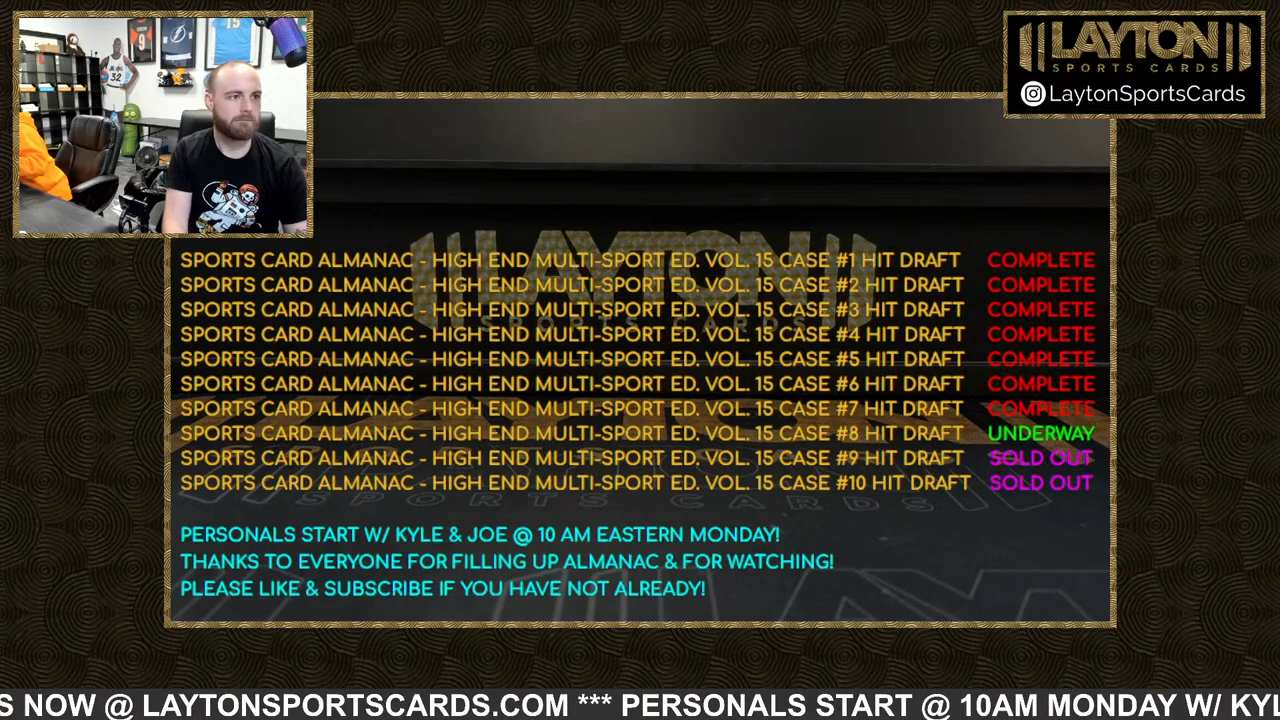 LAYTON
SPORTS CARDS
LaytonSportsCards
9
15
32
LAYTON
SPORTS CARDS
SPORTS CARD ALMANAC - HIGH END MULTI-SPORT ED. VOL. 15 CASE #1 HIT DRAFT COMPLETE
SPORTS CARD ALMANAC - HIGH END MULTI-SPORT ED. VOL. 15 CASE #2 HIT DRAFT COMPLETE
SPORTS CARD ALMANAC - HIGH END MULTI-SPORT ED. VOL. 15 CASE #3 HIT DRAFT COMPLETE
SPORTS CARD ALMANAC - HIGH END MULTI-SPORT ED. VOL. 15 CASE #4 HIT DRAFT COMPLETE
SPORTS CARD ALMANAC - HIGH END MULTI-SPORT ED. VOL. 15 CASE #5 HIT DRAFT COMPLETE
SPORTS CARD ALMANAC - HIGH END MULTI-SPORT ED. VOL. 15 CASE #6 HIT DRAFT COMPLETE
SPORTS CARD ALMANAC - HIGH END MULTI-SPORT ED. VOL. 15 CASE #7 HIT DRAFT COMPLETE
SPORTS CARD ALMANAC - HIGH END MULTI-SPORT ED. VOL. 15 CASE #8 HIT DRAFT UNDERWAY
SPORTS CARD ALMANAC - HIGH END MULTI-SPORT ED. VOL. 15 CASE #9 HIT DRAFT SOLD OUT
SPORTS CARD ALMANAC - HIGH END MULTI-SPORT ED. VOL. 15 CASE #10 HIT DRAFT SOLD OUT
PERSONALS START W/ KYLE & JOE @ 10 AM EASTERN MONDAY!
THANKS TO EVERYONE FOR FILLING UP ALMANAC & FOR WATCHING!
PLEASE LIKE & SUBSCRIBE IF YOU HAVE NOT ALREADY!
S NOW @ LAYTONSPORTSCARDS.COM *** PERSONALS START @ 10AM MONDAY W/ KYL